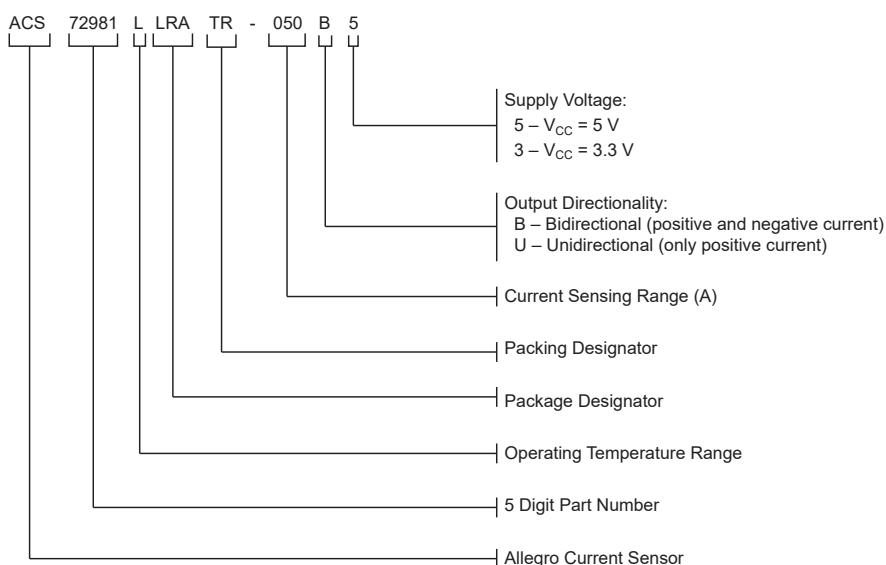 ACS 72981 L LRA TR - 050 B 5
Supply Voltage:
5 – VCC = 5 V
3 – VCC = 3.3 V
Output Directionality:
B – Bidirectional (positive and negative current)
U – Unidirectional (only positive current)
Current Sensing Range (A)
Packing Designator
Package Designator
Operating Temperature Range
5 Digit Part Number
Allegro Current Sensor